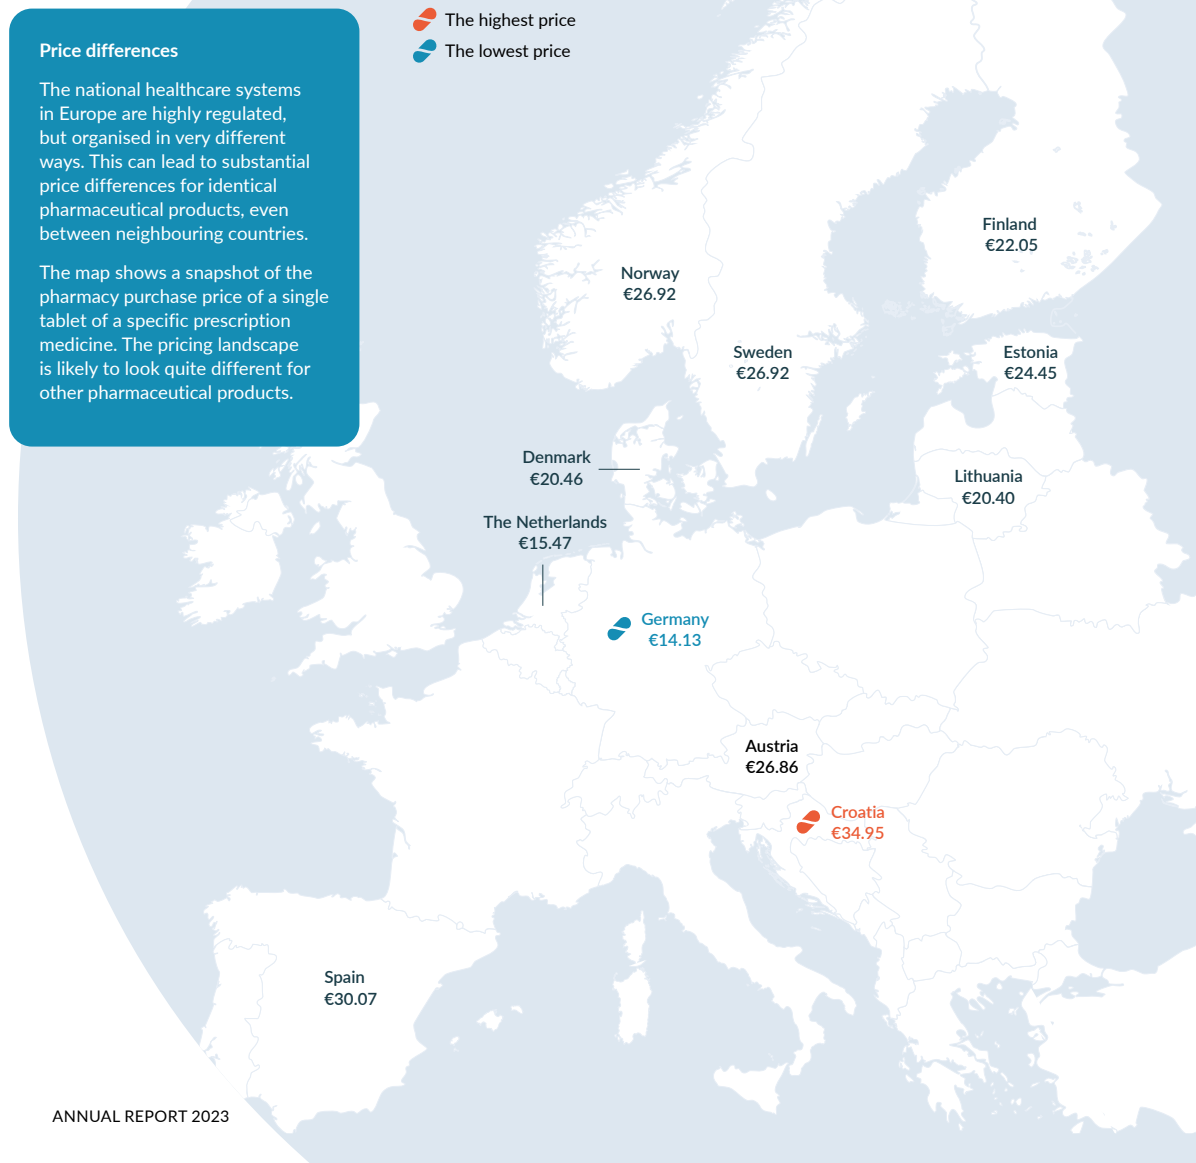 Price differences
The national healthcare systems
in Europe are highly regulated,
but organised in very different
ways. This can lead to substantial
price differences for identical
pharmaceutical products, even
between neighbouring countries.
The map shows a snapshot of the
pharmacy purchase price of a single
tablet of a specific prescription
medicine. The pricing landscape
is likely to look quite different for
other pharmaceutical products.
The highest price
The lowest price
Finland
€22.05
Norway
€26.92
Sweden
€26.92
Estonia
€24.45
Denmark
€20.46
Lithuania
€20.40
The Netherlands
€15.47
Germany
€14.13
Austria
€26.86
Croatia
€34.95
Spain
€30.07
ANNUAL REPORT 2023